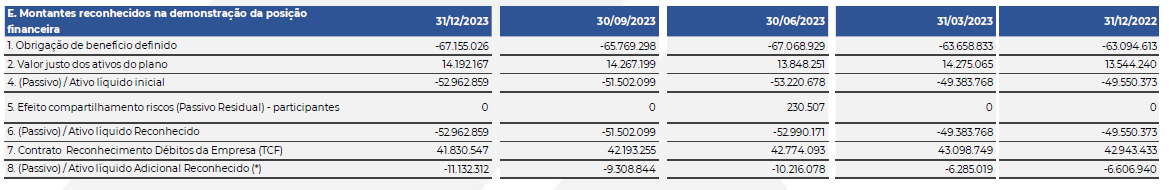 E. Montantes reconhecidos na demonstração da posição financeira 31/12/2023 30/09/2023 30/06/2023 31/03/2023 31/12/2022
1. Obrigação de benefício definido -67.155.026 -65.769.298 -67.068.929 -63.658.833 -63.094.613
2. Valor justo dos ativos do plano 14.192.167 14.267.199 13.848.251 14.275.065 13.544.240
4. (Passivo) / Ativo líquido inicial -52.962.859 -51.502.099 -53.220.678 -49.383.768 -49.550.373
5. Efeito compartilhamento riscos (Passivo Residual) - participantes 0 0 230.507 0 0
6. (Passivo) / Ativo líquido Reconhecido -52.962.859 -51.502.099 -52.990.171 -49.383.768 -49.550.373
7. Contrato Reconhecimento Débitos da Empresa (TCF) 41.830.547 42.193.255 42.774.093 43.098.749 42.943.433
8. (Passivo) / Ativo líquido Adicional Reconhecido (*) -11.132.312 -9.308.844 -10.216.078 -6.285.019 -6.606.940